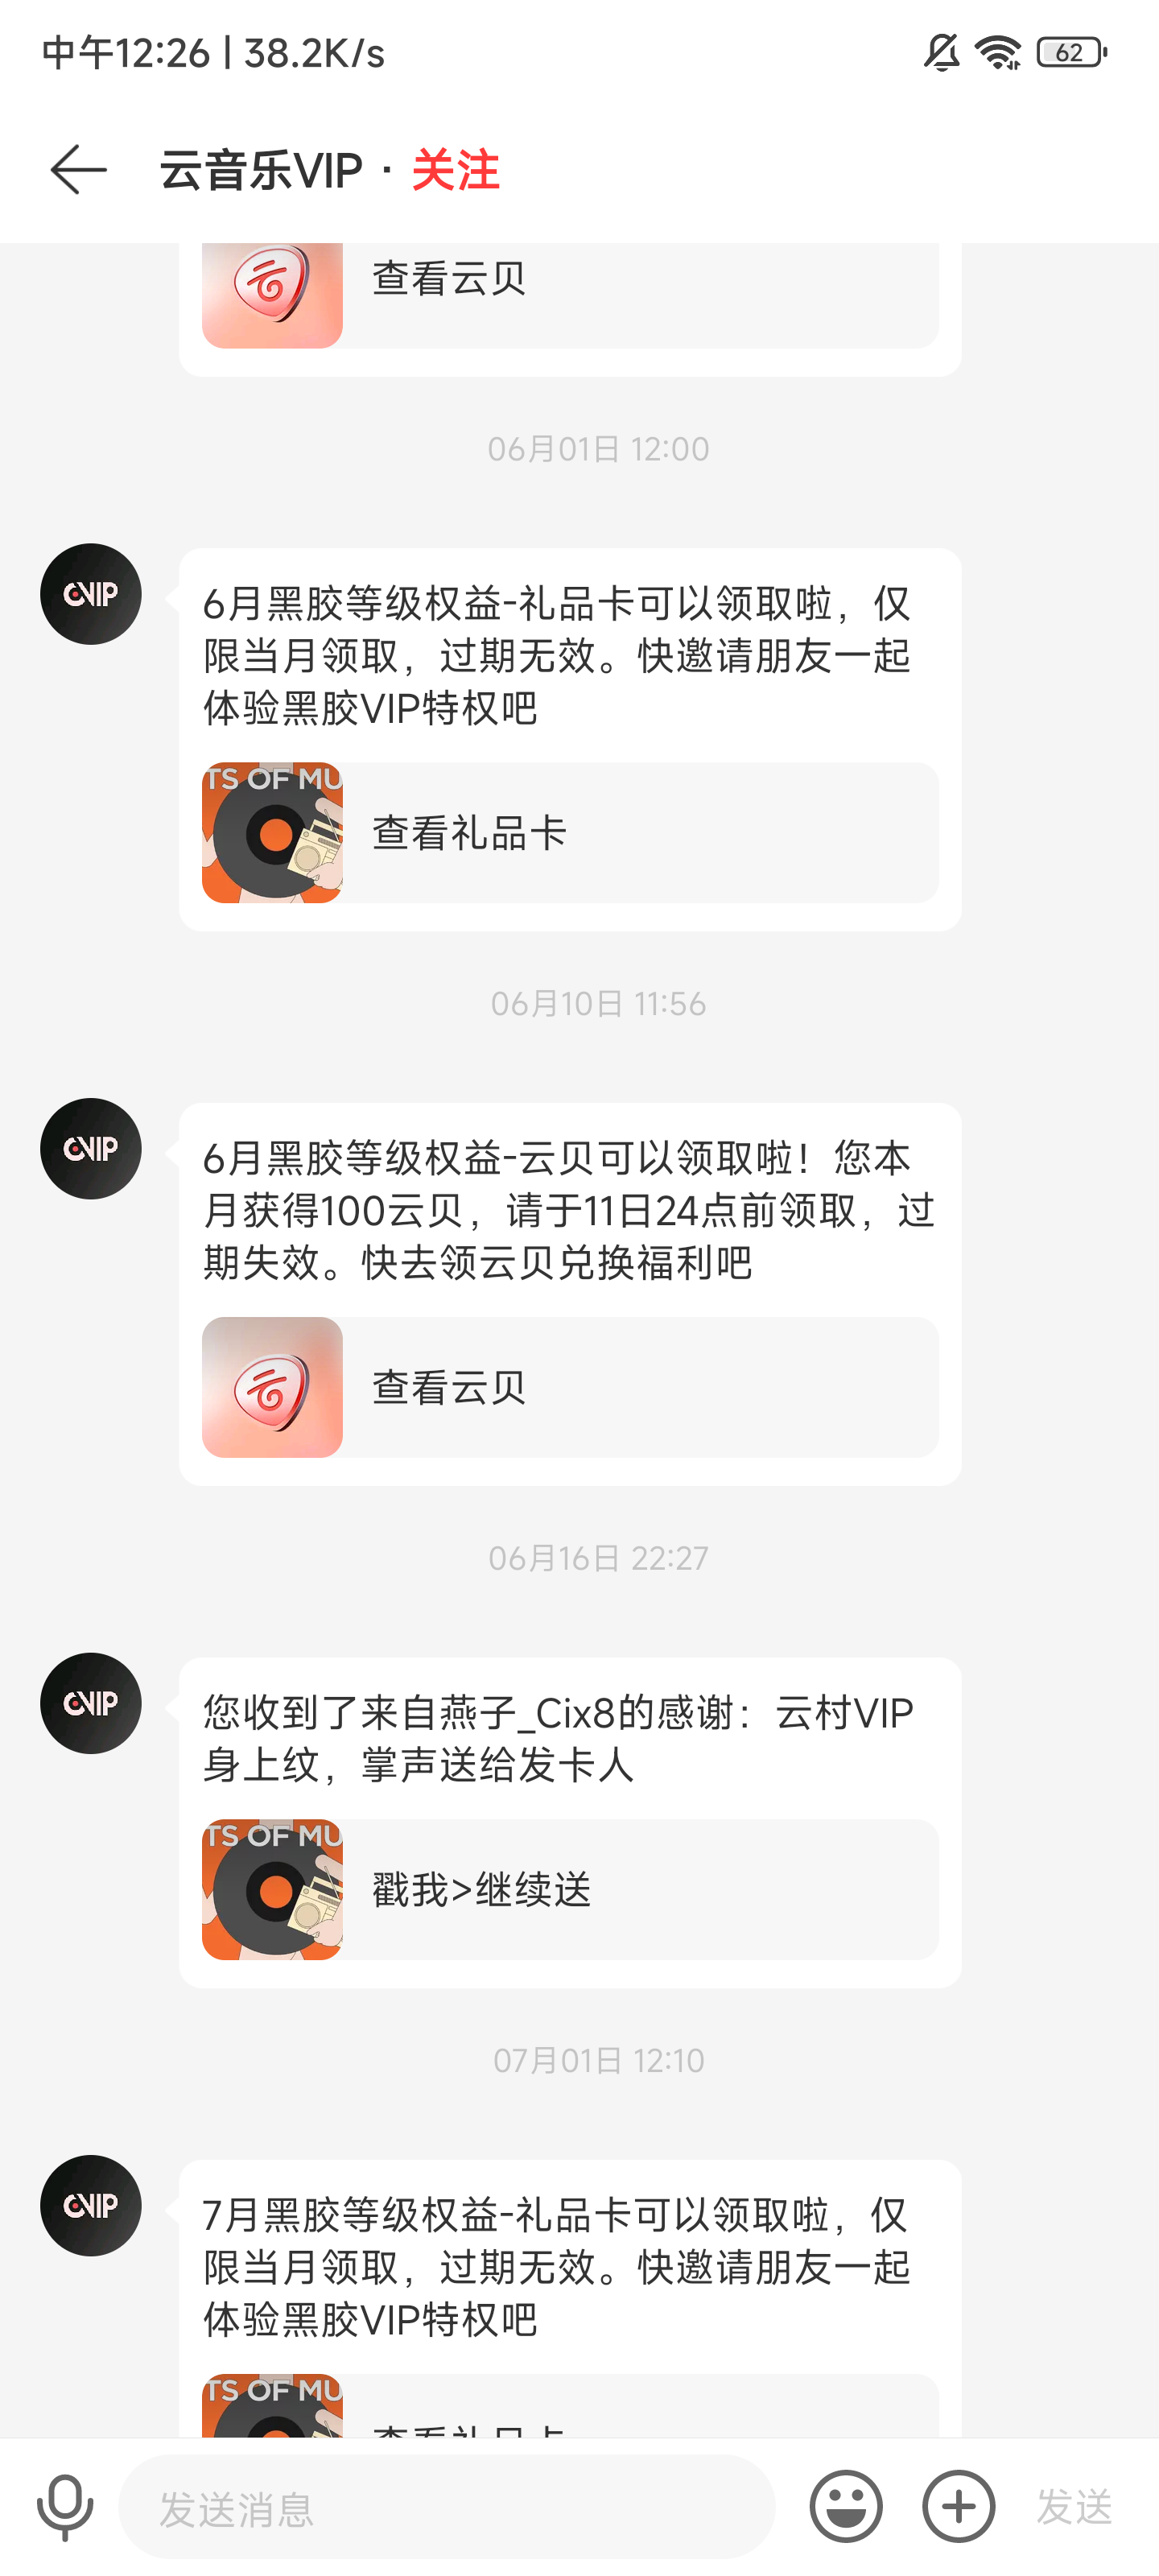 中午12:26 | 38.2K/s
62
云音乐VIP · 关注
查看云贝
06月01日 12:00
CVIP
6月黑胶等级权益-礼品卡可以领取啦，仅
限当月领取，过期无效。快邀请朋友一起
体验黑胶VIP特权吧
TS OF MU
查看礼品卡
06月10日 11:56
CVIP
6月黑胶等级权益-云贝可以领取啦！您本
月获得100云贝，请于11日24点前领取，过
期失效。快去领云贝兑换福利吧
查看云贝
06月16日 22:27
CVIP
您收到了来自燕子_Cix8的感谢：云村VIP
身上纹，掌声送给发卡人
TS OF MU
戳我>继续送
07月01日 12:10
CVIP
7月黑胶等级权益-礼品卡可以领取啦，仅
限当月领取，过期无效。快邀请朋友一起
体验黑胶VIP特权吧
TS OF MU
查看礼品卡
发送消息
发送